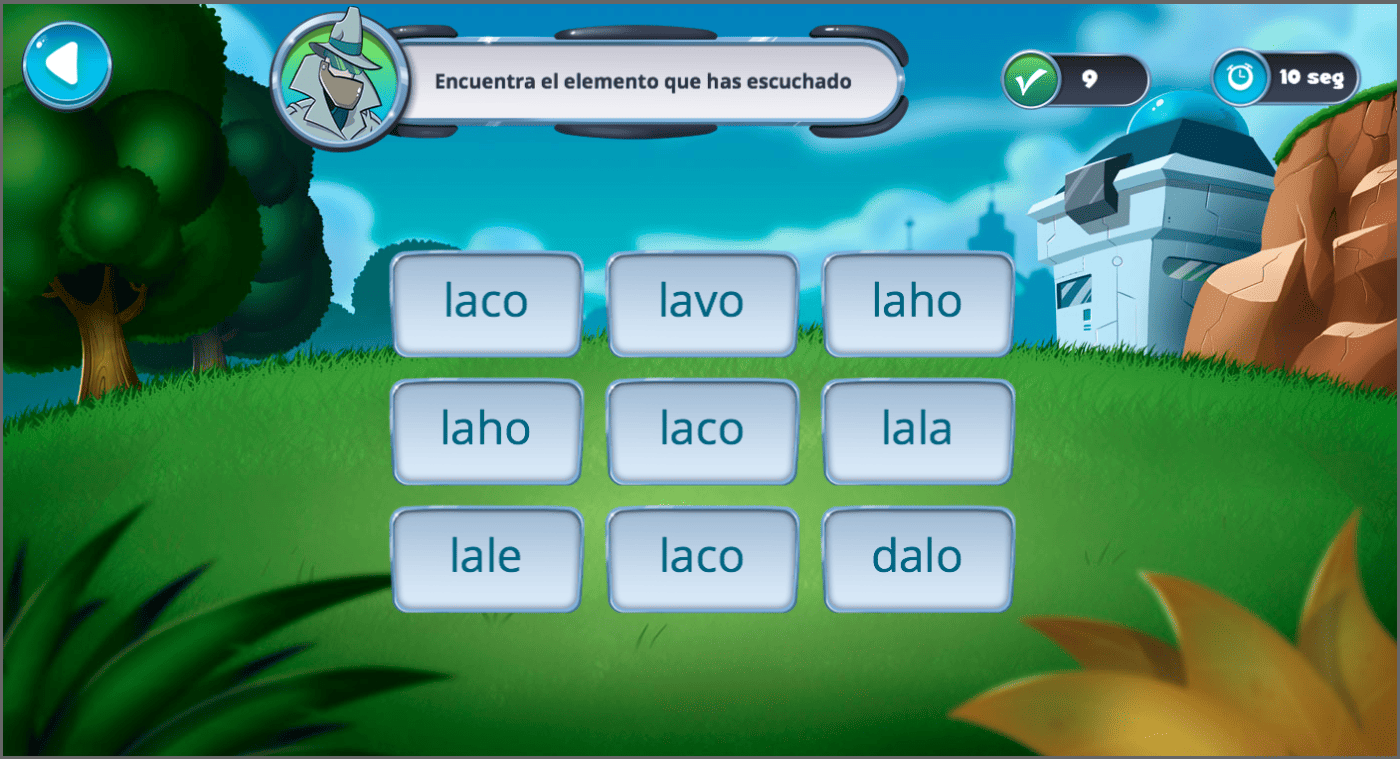 Encuentra el elemento que has escuchado
9
10 seg
laco
lavo
laho
laho
laco
lala
lale
laco
dalo